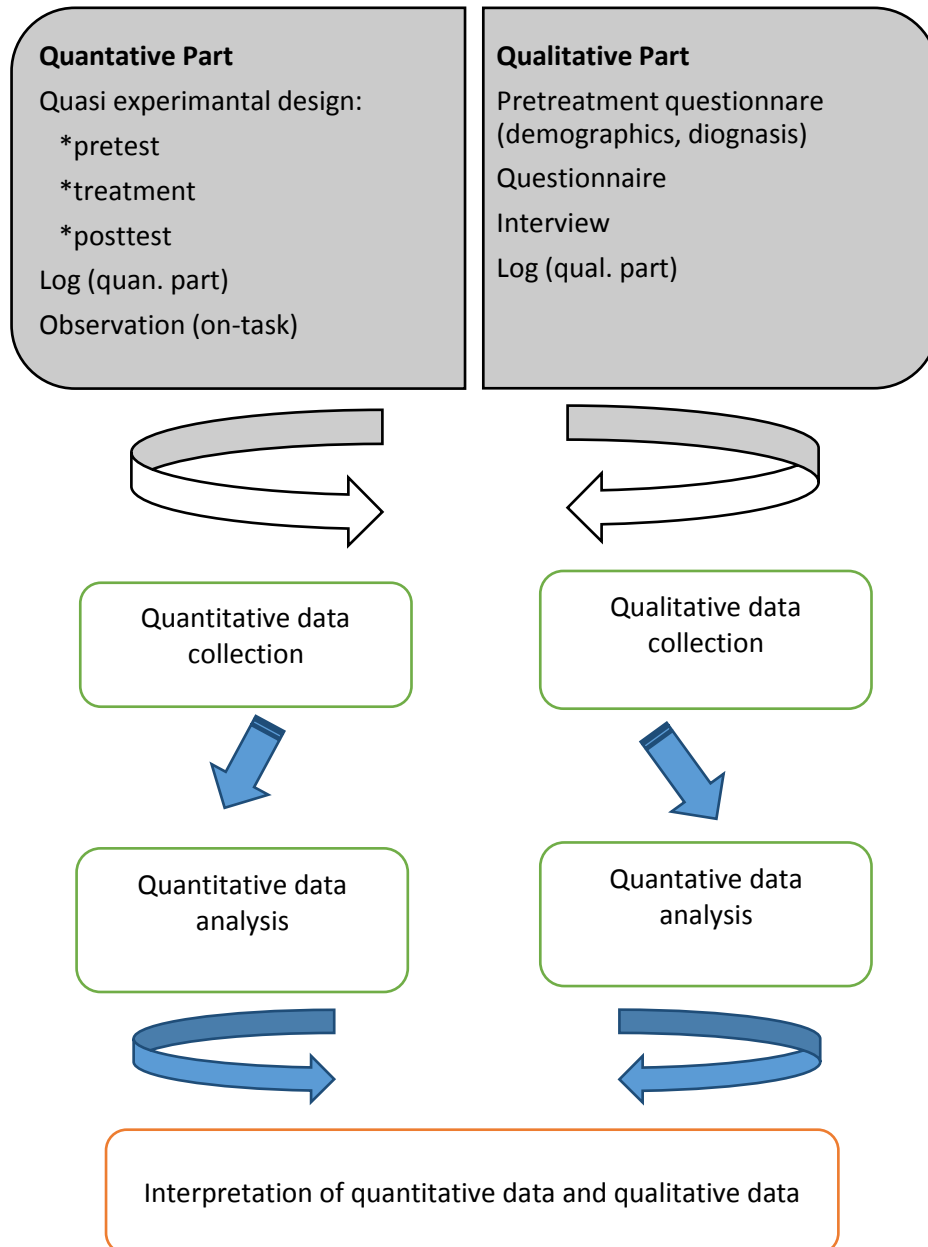 Quantative Part
Quasi experimantal design:
*pretest
*treatment
*posttest
Log (quan. part)
Observation (on-task)
Qualitative Part
Pretreatment questionnare
(demographics, diognasis)
Questionnaire
Interview
Log (qual. part)
Quantitative data
collection
Qualitative data
collection
Quantitative data
analysis
Quantative data
analysis
Interpretation of quantitative data and qualitative data